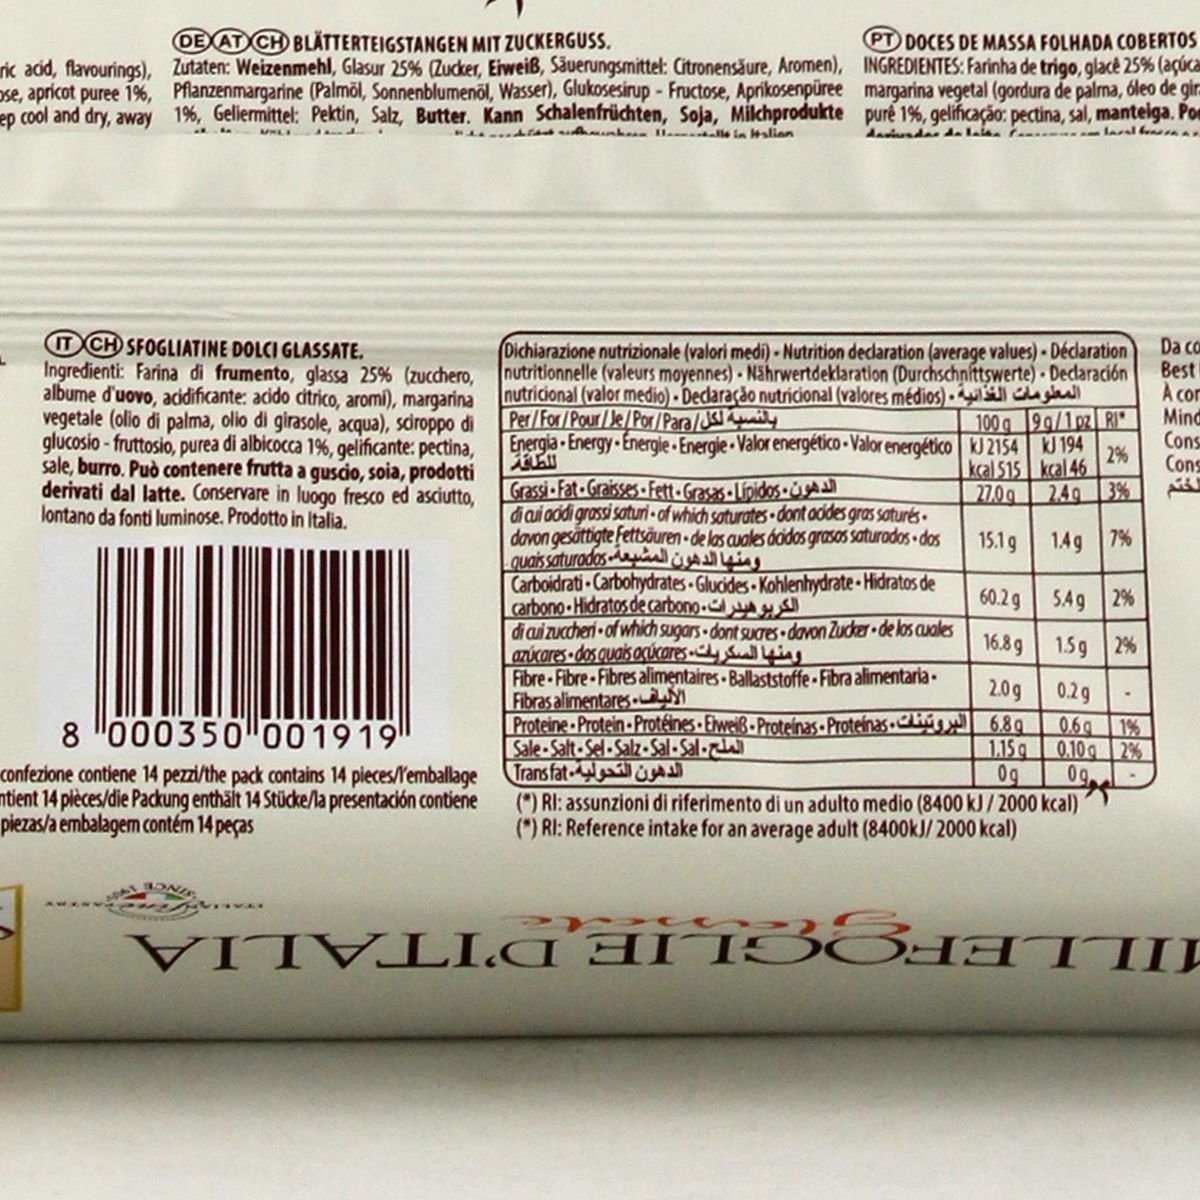 ric acid, flavourings),
ose, apricot puree 1%,
ep cool and dry, away
DE AT CH BLÄTTERTEIGSTANGEN MIT ZUCKERGUSS.
Zutaten: Weizenmehl, Glasur 25% (Zucker, Eiweiß, Säuerungsmittel: Citronensäure, Aromen),
Pflanzenmargarine (Palmöl, Sonnenblumenöl, Wasser), Glukosesirup - Fructose, Aprikosenpüree
1%, Geliermittel: Pektin, Salz, Butter. Kann Schalenfrüchten, Soja, Milchprodukte
PT DOCES DE MASSA FOLHADA COBERTOS
INGREDIENTES: Farinha de trigo, glacê 25% (açúca
margarina vegetal (gordura de palma, óleo de gir
purê 1%, gelificação: pectina, sal, manteiga. Po
IT CH SFOGLIATINE DOLCI GLASSATE.
Ingredienti: Farina di frumento, glassa 25% (zucchero,
albume d'uovo, acidificante: acido citrico, aromi), margarina
vegetale (olio di palma, olio di girasole, acqua), sciroppo di
glucosio - fruttosio, purea di albicocca 1%, gelificante: pectina,
sale, burro. Può contenere frutta a guscio, soia, prodotti
derivati dal latte. Conservare in luogo fresco ed asciutto,
lontano da fonti luminose. Prodotto in Italia.
8 000350 001919
confezione contiene 14 pezzi/the pack contains 14 pieces/l'emballage
ntient 14 pièces/die Packung enthält 14 Stücke/la presentación contiene
piezas/a embalagem contém 14 peças
Dichiarazione nutrizionale (valori medi) • Nutrition declaration (average values) • Déclaration
nutritionnelle (valeurs moyennes) • Nährwertdeklaration (Durchschnittswerte) • Declaración
nutricional (valor medio) • Declaração nutricional (valores médios) • المعلومات الغذائية
Per/For/Pour/Je/Por/Para/بالنسبة لكل 100 g 9 g/1 pz RI*
Energia • Energy • Énergie • Energie • Valor energético • Valor energético kJ 2154 kJ 194 2%
للطاقة kcal 515 kcal 46
Grassi • Fat • Graisses • Fett • Grasas • Lípidos • الدهون 27.0 g 2.4 g 3%
di cui acidi grassi saturi • of which saturates • dont acides gras saturés •
davon gesättigte Fettsäuren • de las cuales ácidos grasos saturados • dos 15.1 g 1.4 g 7%
quais saturados • ومنها الدهون المشبعة
Carboidrati • Carbohydrates • Glucides • Kohlenhydrate • Hidratos de
carbono • Hidratos de carbono • الكربوهيدرات 60.2 g 5.4 g 2%
di cui zuccheri • of which sugars • dont sucres • davon Zucker • de los cuales
azúcares • dos quais açúcares • ومنها السكريات 16.8 g 1.5 g 2%
Fibre • Fibre • Fibres alimentaires • Ballaststoffe • Fibra alimentaria •
Fibras alimentares • الألياف 2.0 g 0.2 g -
Proteine • Protein • Protéines • Eiweiß • Proteínas • Proteínas • البروتينات 6.8 g 0.6 g 1%
Sale • Salt • Sel • Salz • Sal • Sal • الملح 1.15 g 0.10 g 2%
Trans fat • الدهون التحولية 0 g 0 g -
(*) RI: assunzioni di riferimento di un adulto medio (8400 kJ / 2000 kcal)
(*) RI: Reference intake for an average adult (8400kJ/ 2000 kcal)
Da co
Best
À cor
Mind
Cons
Cons
MILLEFOGLIE D'ITALIA
glassate
ITALIAN Fine PASTRY
SINCE